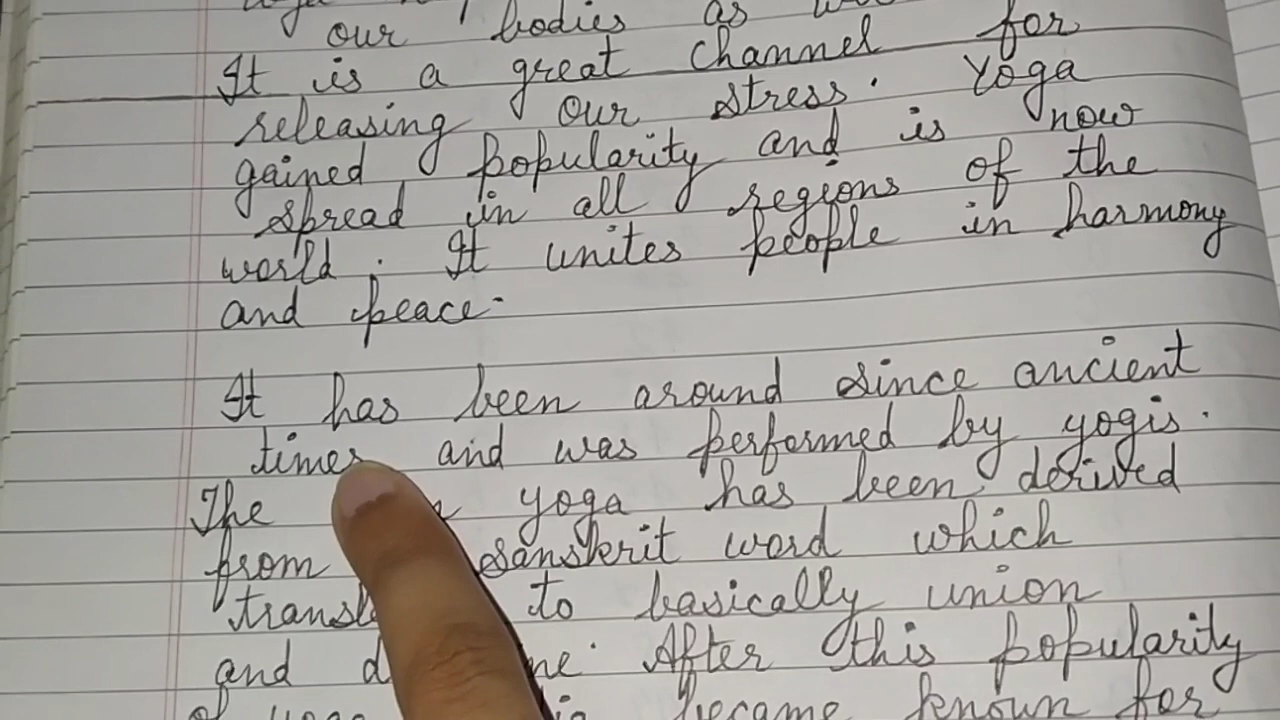 our bodies as
It is a great channel for
releasing our stress. Yoga
gained popularity and is now
spread in all regions of the
world. It unites people in harmony
and peace.
It has been around since ancient
times and was performed by yogis.
The yoga has been derived
from sanskrit word which
to basically union
and After this popularity
of became known for